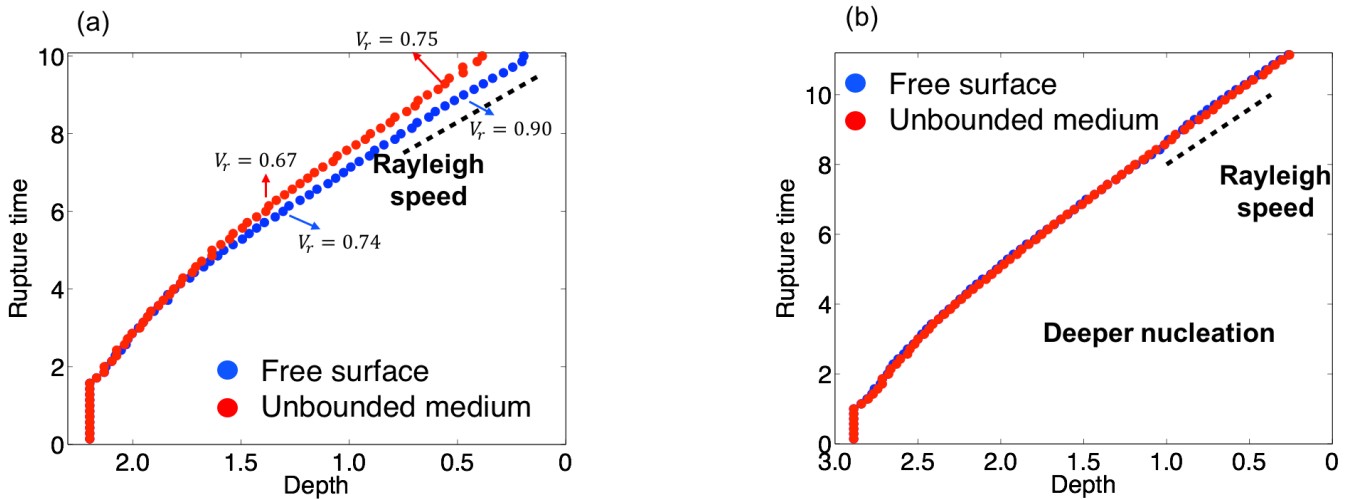 (a)
10
8
6
4
2
0
Rupture time
2.0
1.5
1.0
0.5
0
Depth
V_r = 0.75
V_r = 0.90
V_r = 0.67
V_r = 0.74
Rayleigh
speed
Free surface
Unbounded medium
(b)
10
8
6
4
2
0
Rupture time
3.0
2.5
2.0
1.5
1.0
0.5
0
Depth
Free surface
Unbounded medium
Rayleigh
speed
Deeper nucleation